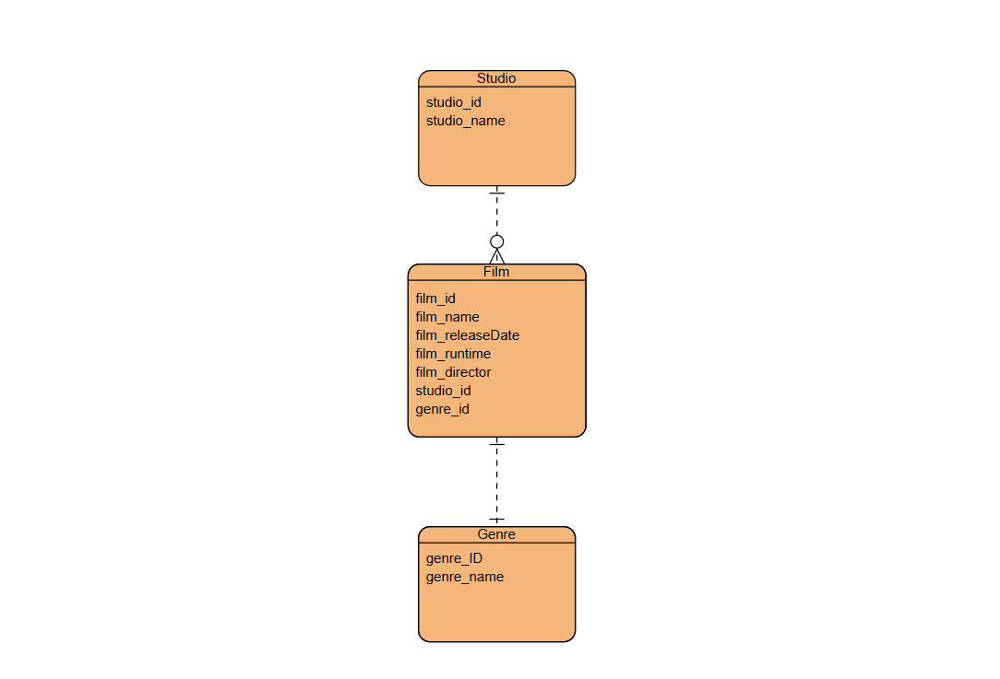 Studio
studio_id
studio_name
Film
film_id
film_name
film_releaseDate
film_runtime
film_director
studio_id
genre_id
Genre
genre_ID
genre_name